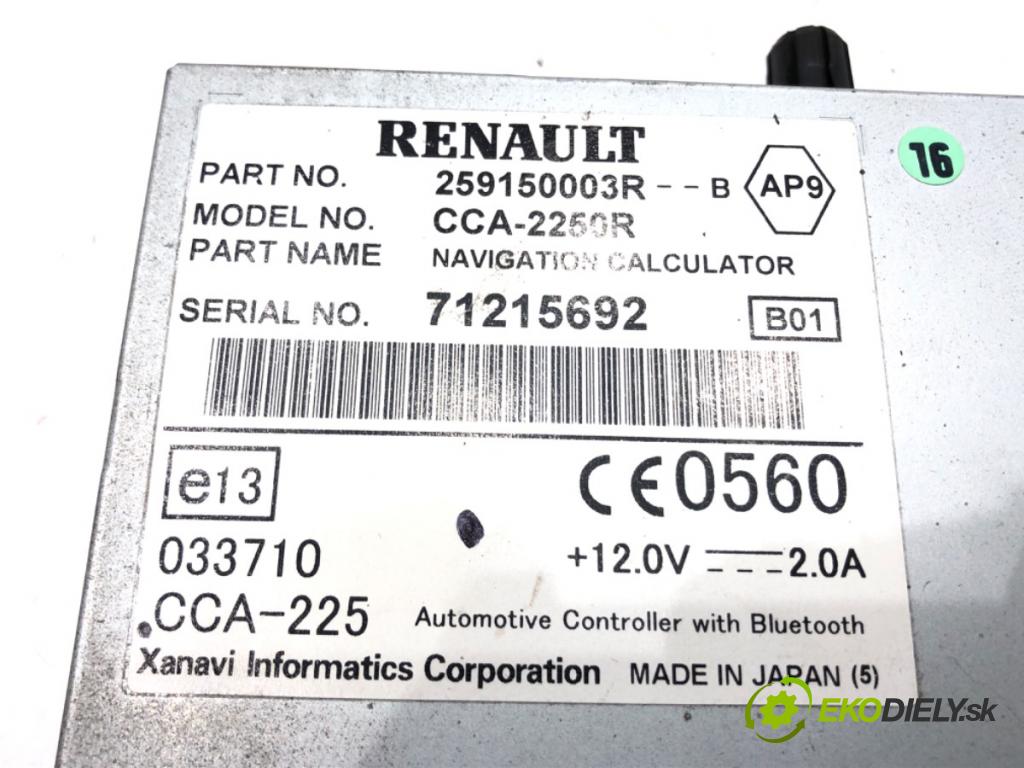 RENAULT
PART NO. 259150003R--B AP9
MODEL NO. CCA-2250R
PART NAME NAVIGATION CALCULATOR
SERIAL NO. 71215692 B01
e13 CE0560
033710 +12.0V 2.0A
CCA-225 Automotive Controller with Bluetooth
Xanavi Informatics Corporation MADE IN JAPAN (5)
16
EKODIELY.sk